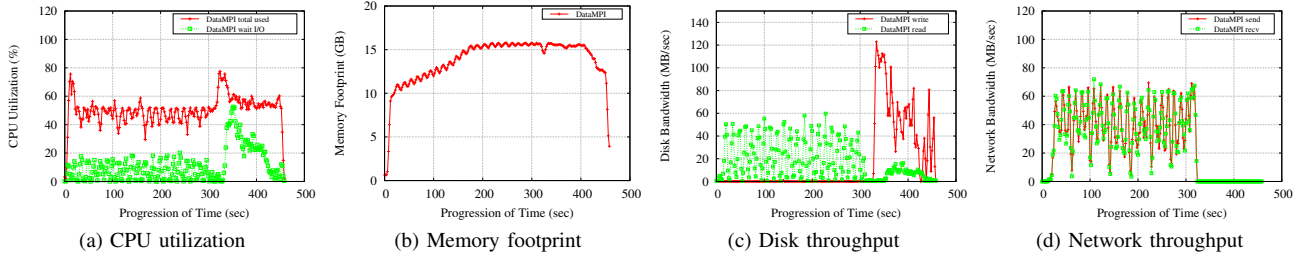 CPU Utilization (%)
120
100
80
60
40
20
0
DataMPI total used
DataMPI wait I/O
0 100 200 300 400 500
Progression of Time (sec)
(a) CPU utilization
Memory Footprint (GB)
20
15
10
5
0
DataMPI
0 100 200 300 400 500
Progression of Time (sec)
(b) Memory footprint
Disk Bandwidth (MB/sec)
160
140
120
100
80
60
40
20
0
DataMPI write
DataMPI read
0 100 200 300 400 500
Progression of Time (sec)
(c) Disk throughput
Network Bandwidth (MB/sec)
120
100
80
60
40
20
0
DataMPI send
DataMPI recv
0 100 200 300 400 500
Progression of Time (sec)
(d) Network throughput